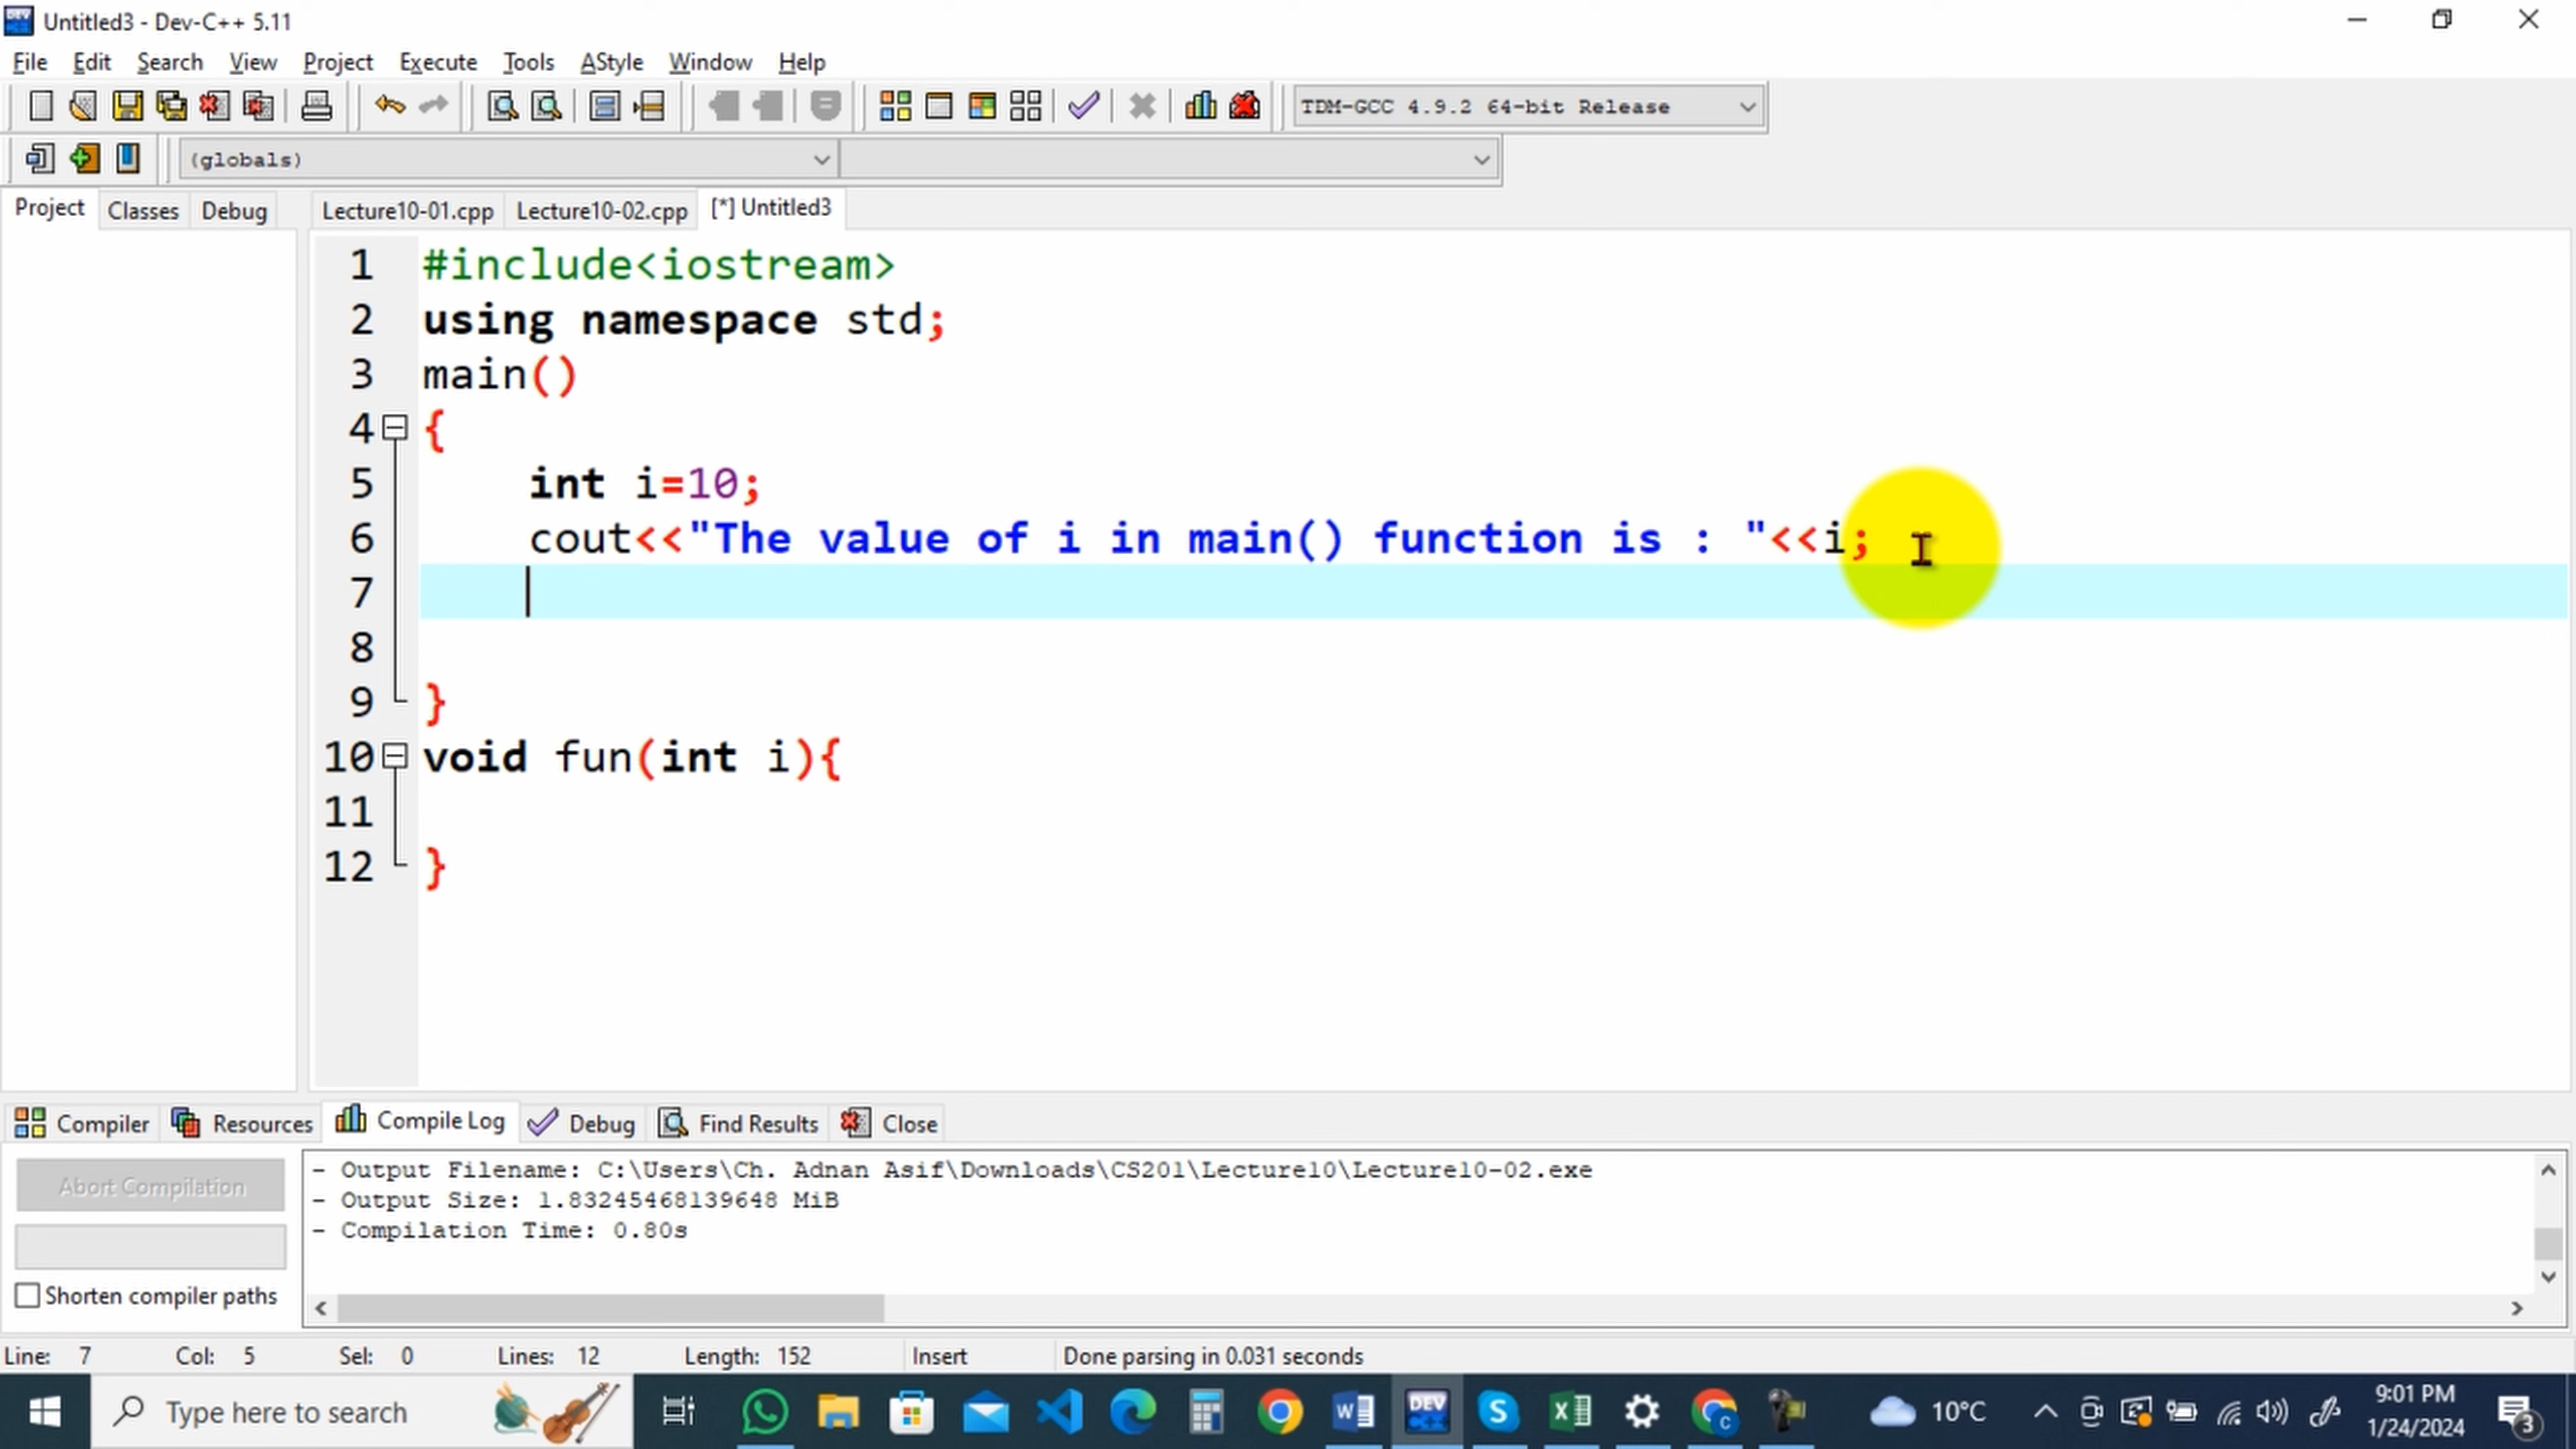 Untitled3 - Dev-C++ 5.11
File Edit Search View Project Execute Tools AStyle Window Help
TDM-GCC 4.9.2 64-bit Release
(globals)
Project Classes Debug Lecture10-01.cpp Lecture10-02.cpp [*] Untitled3
1 #include<iostream>
2 using namespace std;
3 main()
4 {
5 int i=10;
6 cout<<"The value of i in main() function is : "<<i;
7
8
9 }
10 void fun(int i){
11
12 }
Compiler Resources Compile Log Debug Find Results Close
Abort Compilation
Shorten compiler paths
- Output Filename: C:\Users\Ch. Adnan Asif\Downloads\CS201\Lecture10\Lecture10-02.exe
- Output Size: 1.83245468139648 MiB
- Compilation Time: 0.80s
Line: 7 Col: 5 Sel: 0 Lines: 12 Length: 152 Insert Done parsing in 0.031 seconds
Type here to search
10°C
9:01 PM
1/24/2024
3